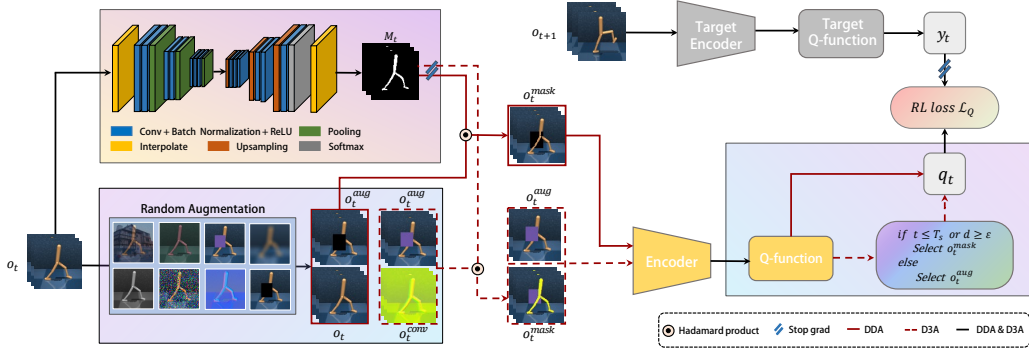 M_t
Conv + Batch Normalization + ReLU
Pooling
Interpolate
Upsampling
Softmax
o_t
Random Augmentation
o_t^{aug}
o_t^{aug}
o_t
o_t^{conv}
o_t^{mask}
o_t^{aug}
o_t^{mask}
o_{t+1}
Target
Encoder
Target
Q-function
y_t
RL loss ℒ_Q
q_t
Encoder
Q-function
if t ≤ T_s or d ≥ ε
Select o_t^{mask}
else
Select o_t^{aug}
Hadamard product
Stop grad
DDA
D3A
DDA & D3A